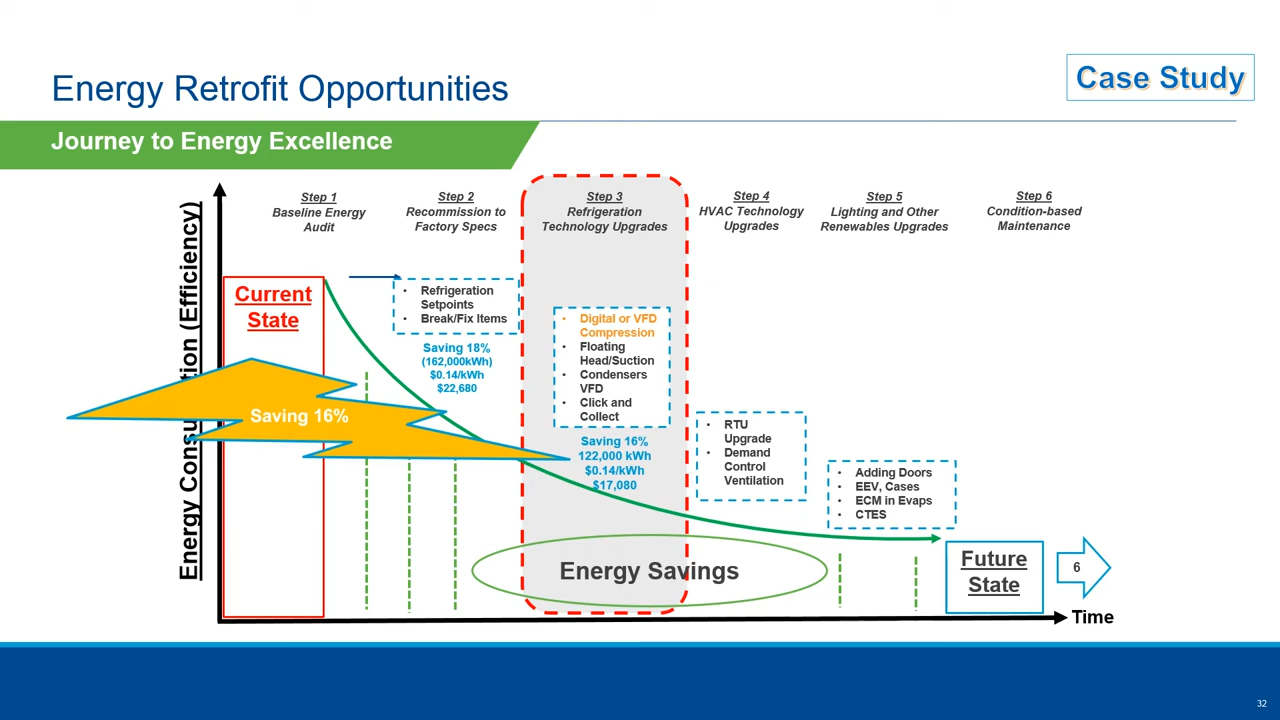 Energy Retrofit Opportunities
Case Study
Journey to Energy Excellence
Step 1
Baseline Energy
Audit
Step 2
Recommission to
Factory Specs
Step 3
Refrigeration
Technology Upgrades
Step 4
HVAC Technology
Upgrades
Step 5
Lighting and Other
Renewables Upgrades
Step 6
Condition-based
Maintenance
Current
State
• Refrigeration
Setpoints
• Break/Fix Items
Saving 18%
(162,000kWh)
$0.14/kWh
$22,680
• Digital or VFD
Compression
• Floating
Head/Suction
• Condensers
VFD
• Click and
Collect
Saving 16%
122,000 kWh
$0.14/kWh
$17,080
Saving 16%
• RTU
Upgrade
• Demand
Control
Ventilation
• Adding Doors
• EEV, Cases
• ECM in Evaps
• CTES
Energy Savings
Future
State
6
Time
Energy Consu tion (Efficiency)
32